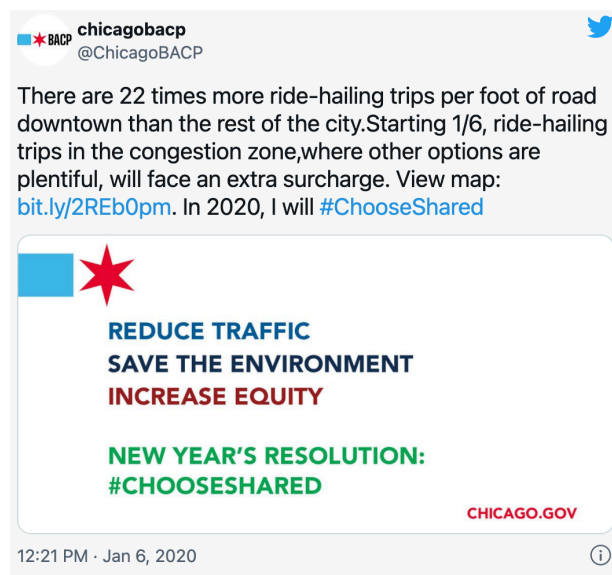 BACP
chicagobacp
@ChicagoBACP
There are 22 times more ride-hailing trips per foot of road
downtown than the rest of the city.Starting 1/6, ride-hailing
trips in the congestion zone,where other options are
plentiful, will face an extra surcharge. View map:
bit.ly/2REb0pm. In 2020, I will #ChooseShared
REDUCE TRAFFIC
SAVE THE ENVIRONMENT
INCREASE EQUITY
NEW YEAR'S RESOLUTION:
#CHOOSESHARED
CHICAGO.GOV
12:21 PM · Jan 6, 2020